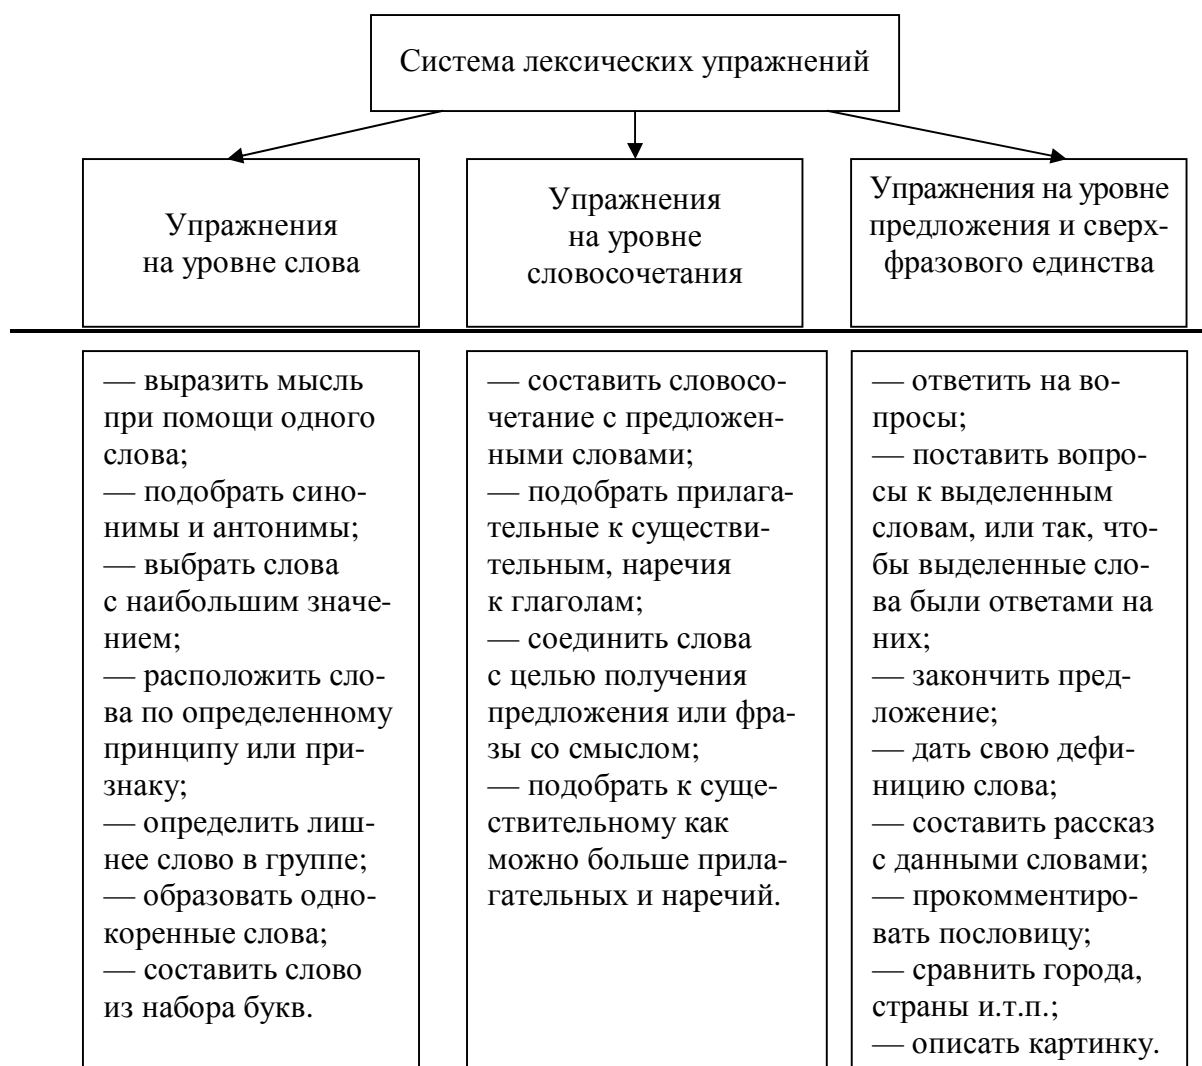 Система лексических упражнений
Упражнения
на уровне слова
Упражнения
на уровне
словосочетания
Упражнения на уровне
предложения и сверх-
фразового единства
— выразить мысль
при помощи одного
слова;
— подобрать сино-
нимы и антонимы;
— выбрать слова
с наибольшим значе-
нием;
— расположить сло-
ва по определенному
принципу или при-
знаку;
— определить лиш-
нее слово в группе;
— образовать одно-
коренные слова;
— составить слово
из набора букв.
— составить словосо-
четание с предложен-
ными словами;
— подобрать прилага-
тельные к существи-
тельным, наречия
к глаголам;
— соединить слова
с целью получения
предложения или фра-
зы со смыслом;
— подобрать к суще-
ствительному как
можно больше прила-
гательных и наречий.
— ответить на во-
просы;
— поставить вопро-
сы к выделенным
словам, или так, что-
бы выделенные сло-
ва были ответами на
них;
— закончить пред-
ложение;
— дать свою дефи-
ницию слова;
— составить рассказ
с данными словами;
— прокомментиро-
вать пословицу;
— сравнить города,
страны и.т.п.;
— описать картинку.